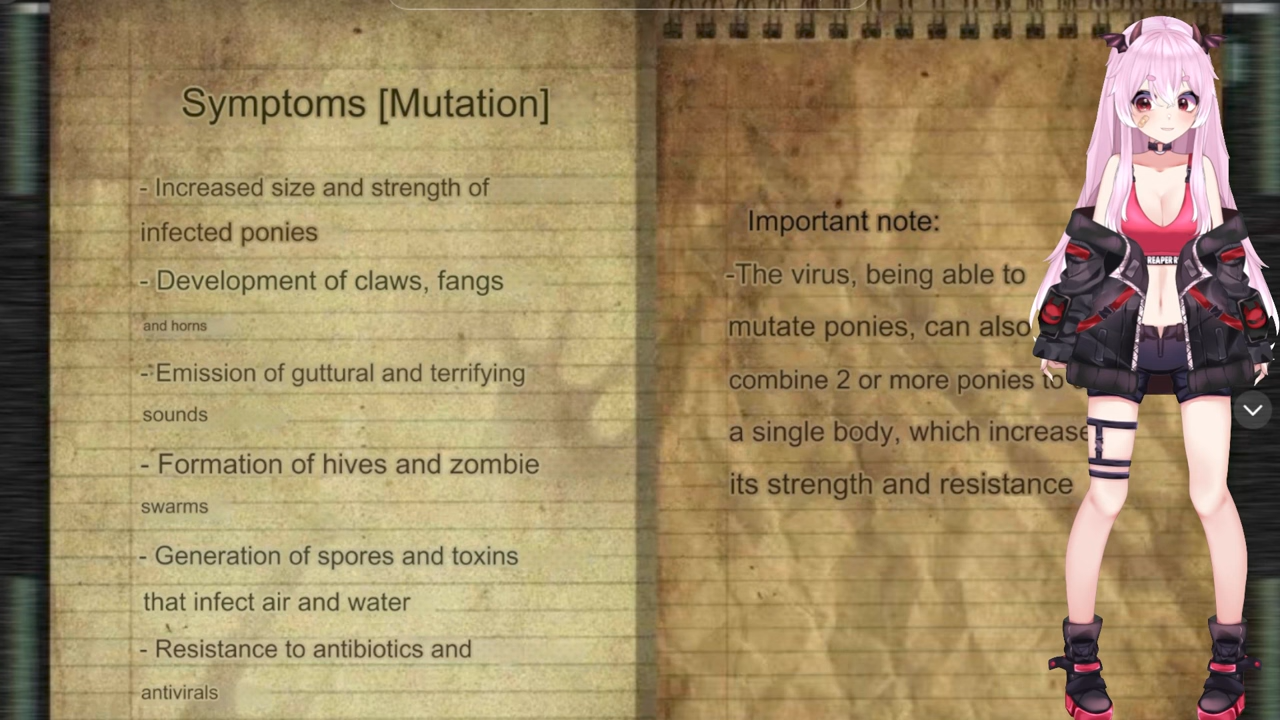 Symptoms [Mutation]
- Increased size and strength of
infected ponies
- Development of claws, fangs
and horns
- Emission of guttural and terrifying
sounds
- Formation of hives and zombie
swarms
- Generation of spores and toxins
that infect air and water
- Resistance to antibiotics and
antivirals
Important note:
-The virus, being able to
mutate ponies, can also
combine 2 or more ponies to
a single body, which increase
its strength and resistance
REAPER R